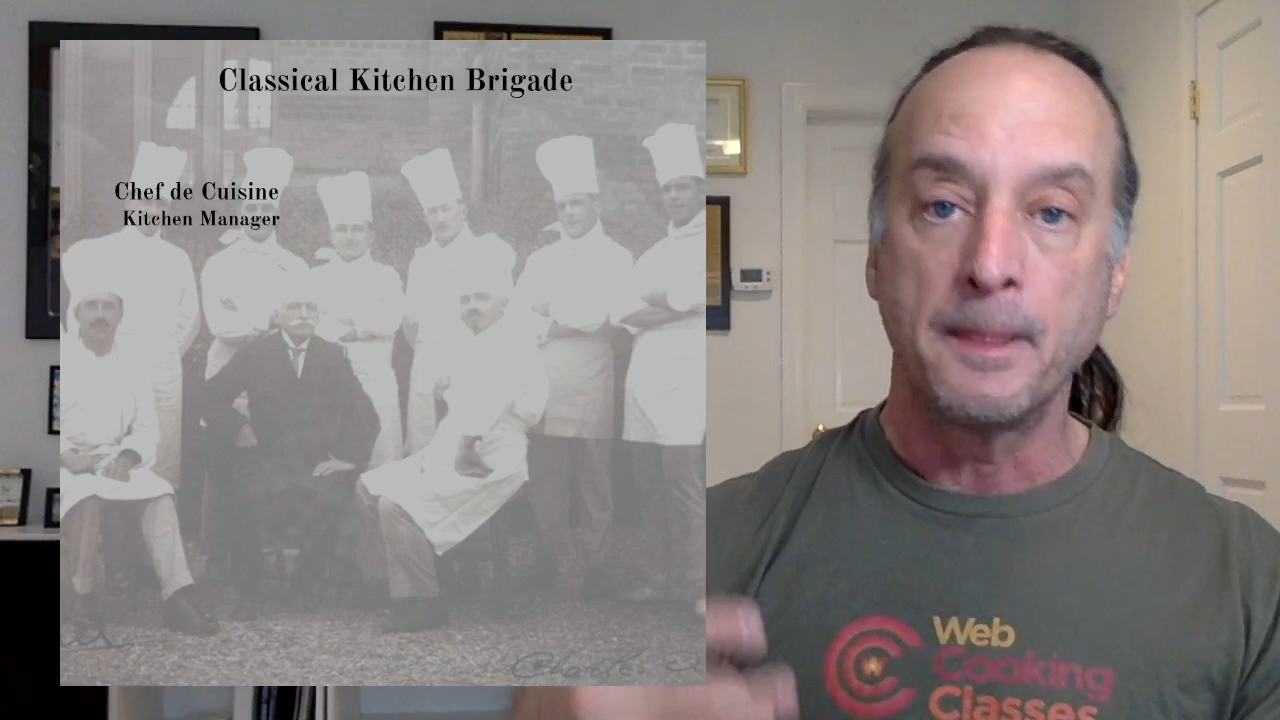 Classical Kitchen Brigade
Chef de Cuisine
Kitchen Manager
Web
Cooking
Classes